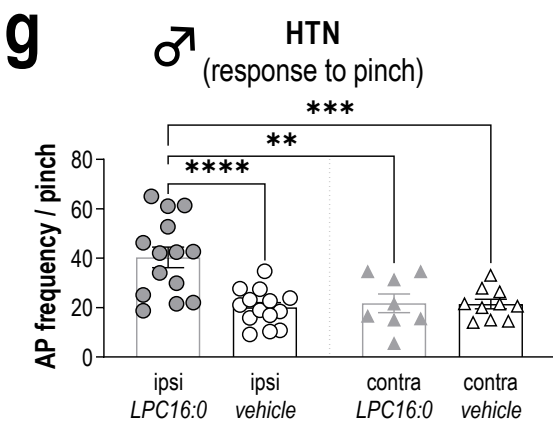 g
♂ HTN
(response to pinch)
***
**
****
AP frequency / pinch
80
60
40
20
0
ipsi ipsi contra contra
LPC16:0 vehicle LPC16:0 vehicle